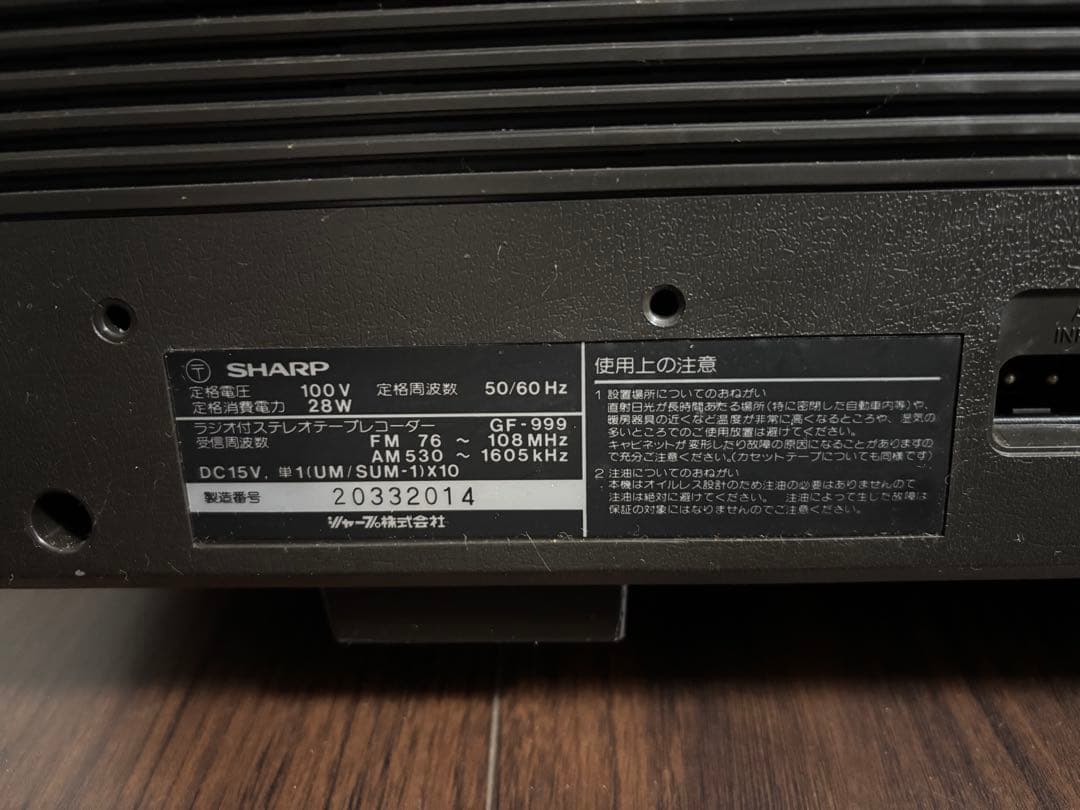 〒 SHARP
定格電圧 100V 定格周波数 50/60Hz
定格消費電力 28W
ラジオ付ステレオテープレコーダー GF-999
受信周波数 FM 76 ~ 108MHz
AM 530 ~ 1605kHz
DC15V, 単1(UM/SUM-1)X10
製造番号 20332014
シャープ株式会社
使用上の注意
1 設置場所についてのおねがい
直射日光が長時間あたる場所(特に密閉した自動車内等)や、
暖房器具の近くなど温度が非常に高くなるところや、湿気の
多いところでのご使用放置は避けてください。
キャビネットが変形したり故障の原因になることがありますの
で充分ご注意ください。(カセットテープについても同様です)
2 注油についてのおねがい
本機はオイルレス設計のため注油の必要はありませんので
注油は絶対に避けてください。 注油によって生じた故障は
保証の対象にはなりませんのでご注意ください。